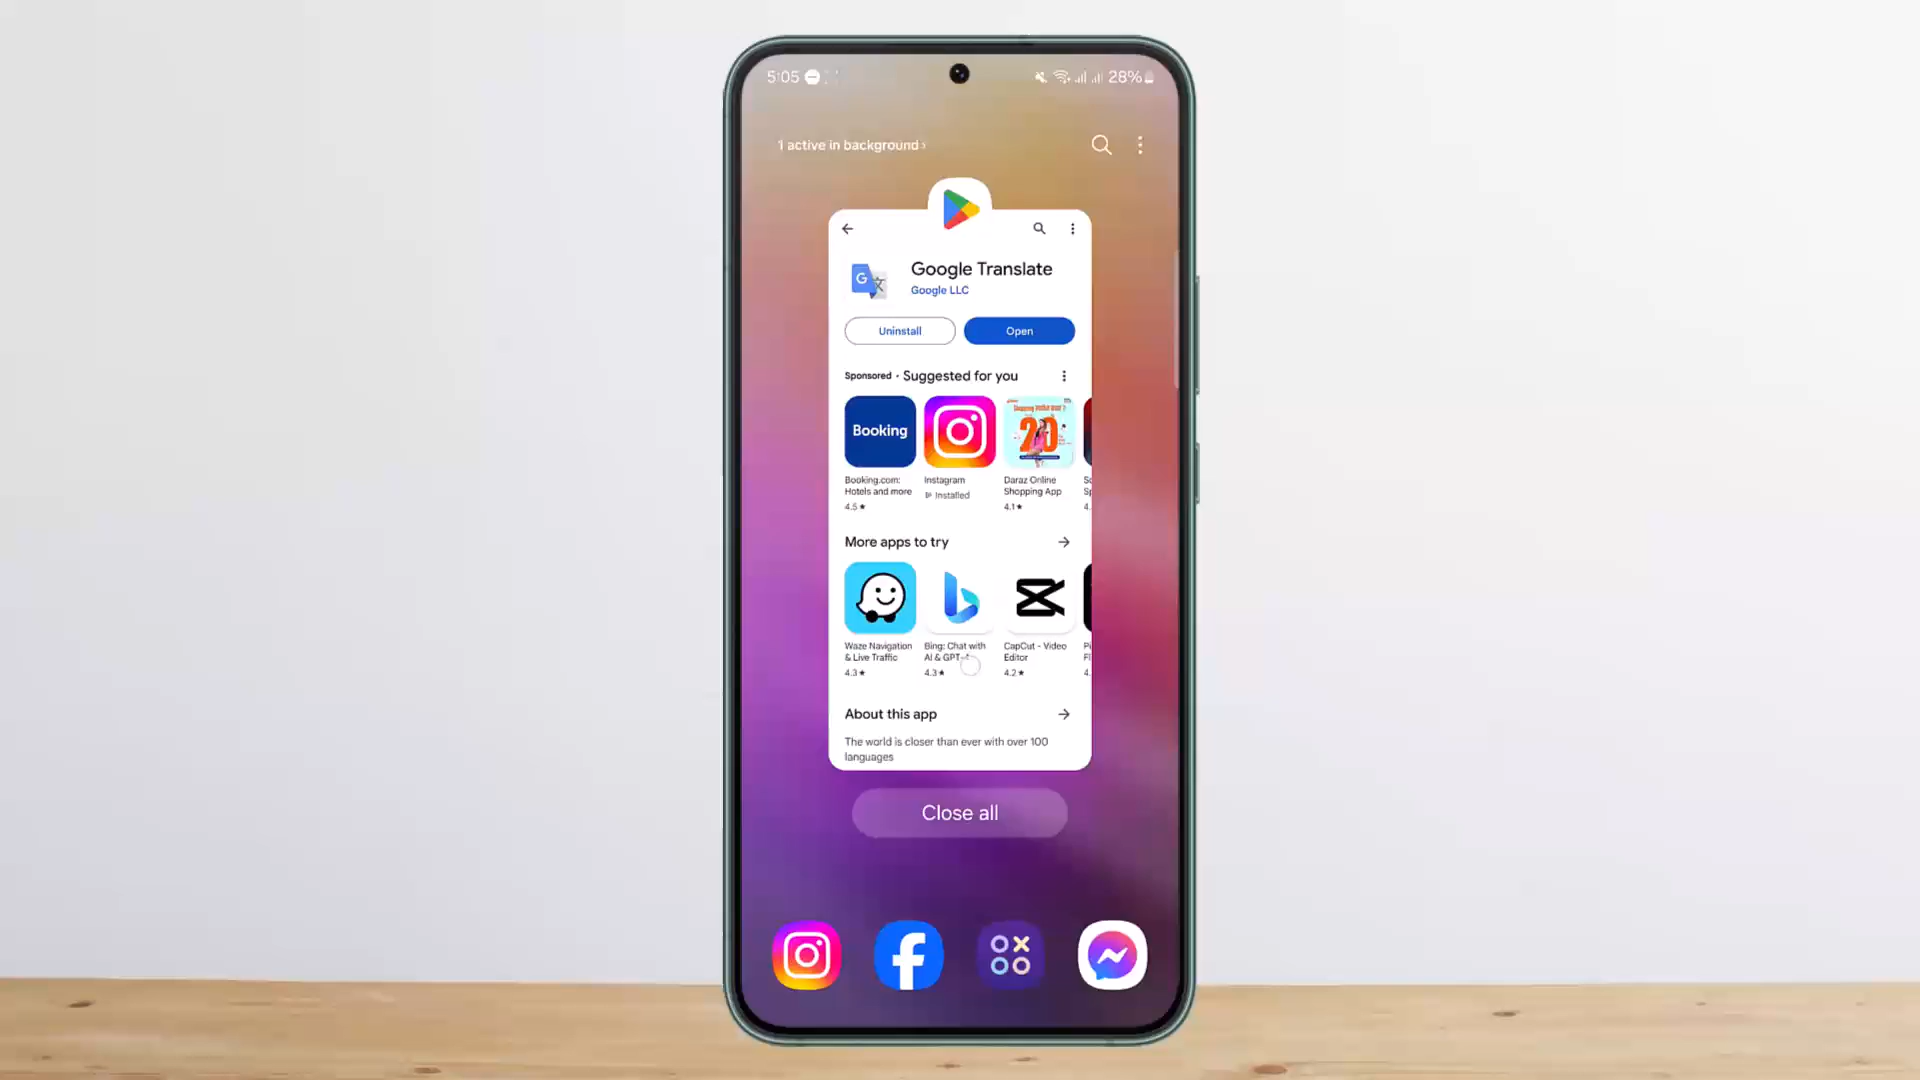 5:05
28%
1 active in background ›
Google Translate
Google LLC
Uninstall
Open
Sponsored · Suggested for you
Booking
Booking.com: Hotels and more
4.5★
Instagram
Installed
20
Daraz Online Shopping App
4.1★
More apps to try
Waze Navigation & Live Traffic
4.3★
Bing: Chat with AI & GPT-4
4.3★
CapCut - Video Editor
4.2★
About this app
The world is closer than ever with over 100
languages
Close all